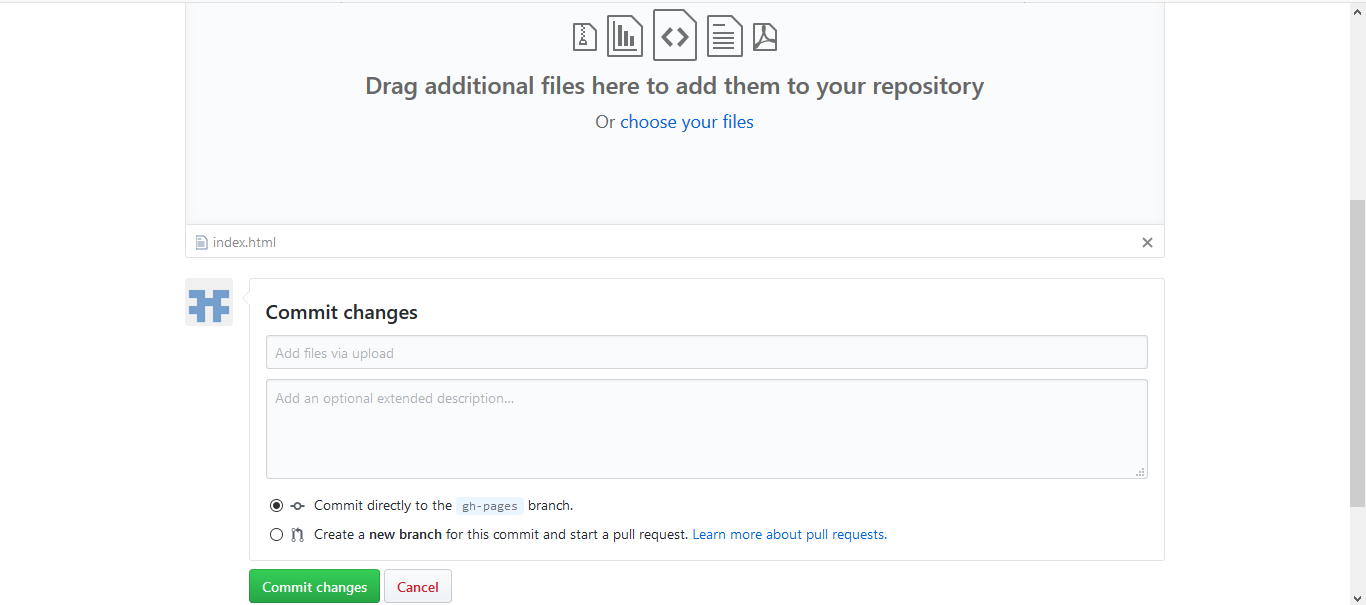 Drag additional files here to add them to your repository
Or choose your files
index.html
Commit changes
Add files via upload
Add an optional extended description...
Commit directly to the gh-pages branch.
Create a new branch for this commit and start a pull request. Learn more about pull requests.
Commit changes Cancel